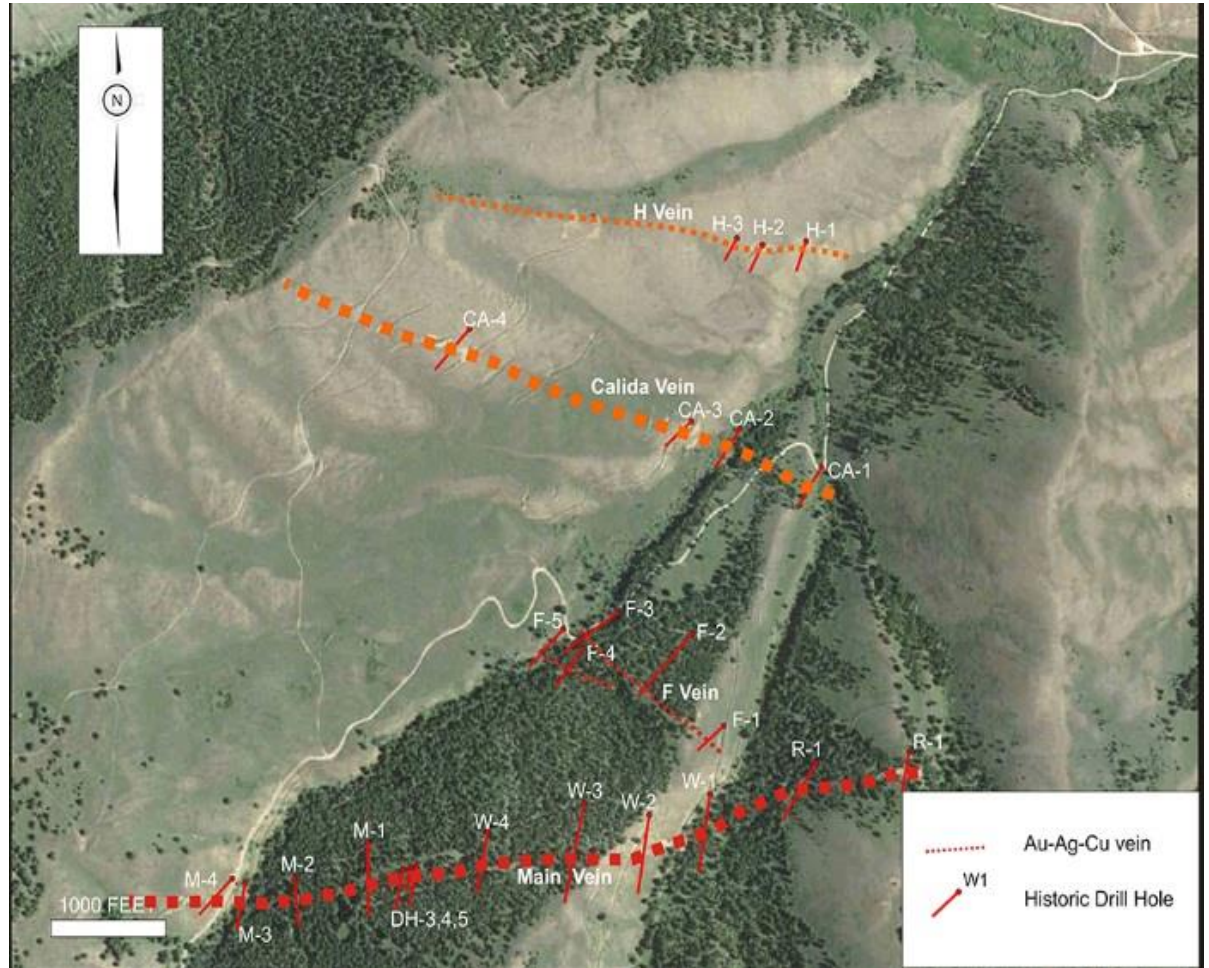 N
H Vein
H-3
H-2
H-1
CA-4
Calida Vein
CA-3
CA-2
CA-1
F-3
F-5
F-2
F-4
F Vein
F-1
R-1
R-1
W-1
W-3
W-2
W-4
M-1
Main Vein
M-2
M-4
DH-3,4,5
M-3
1000 FEET
Au-Ag-Cu vein
W1
Historic Drill Hole